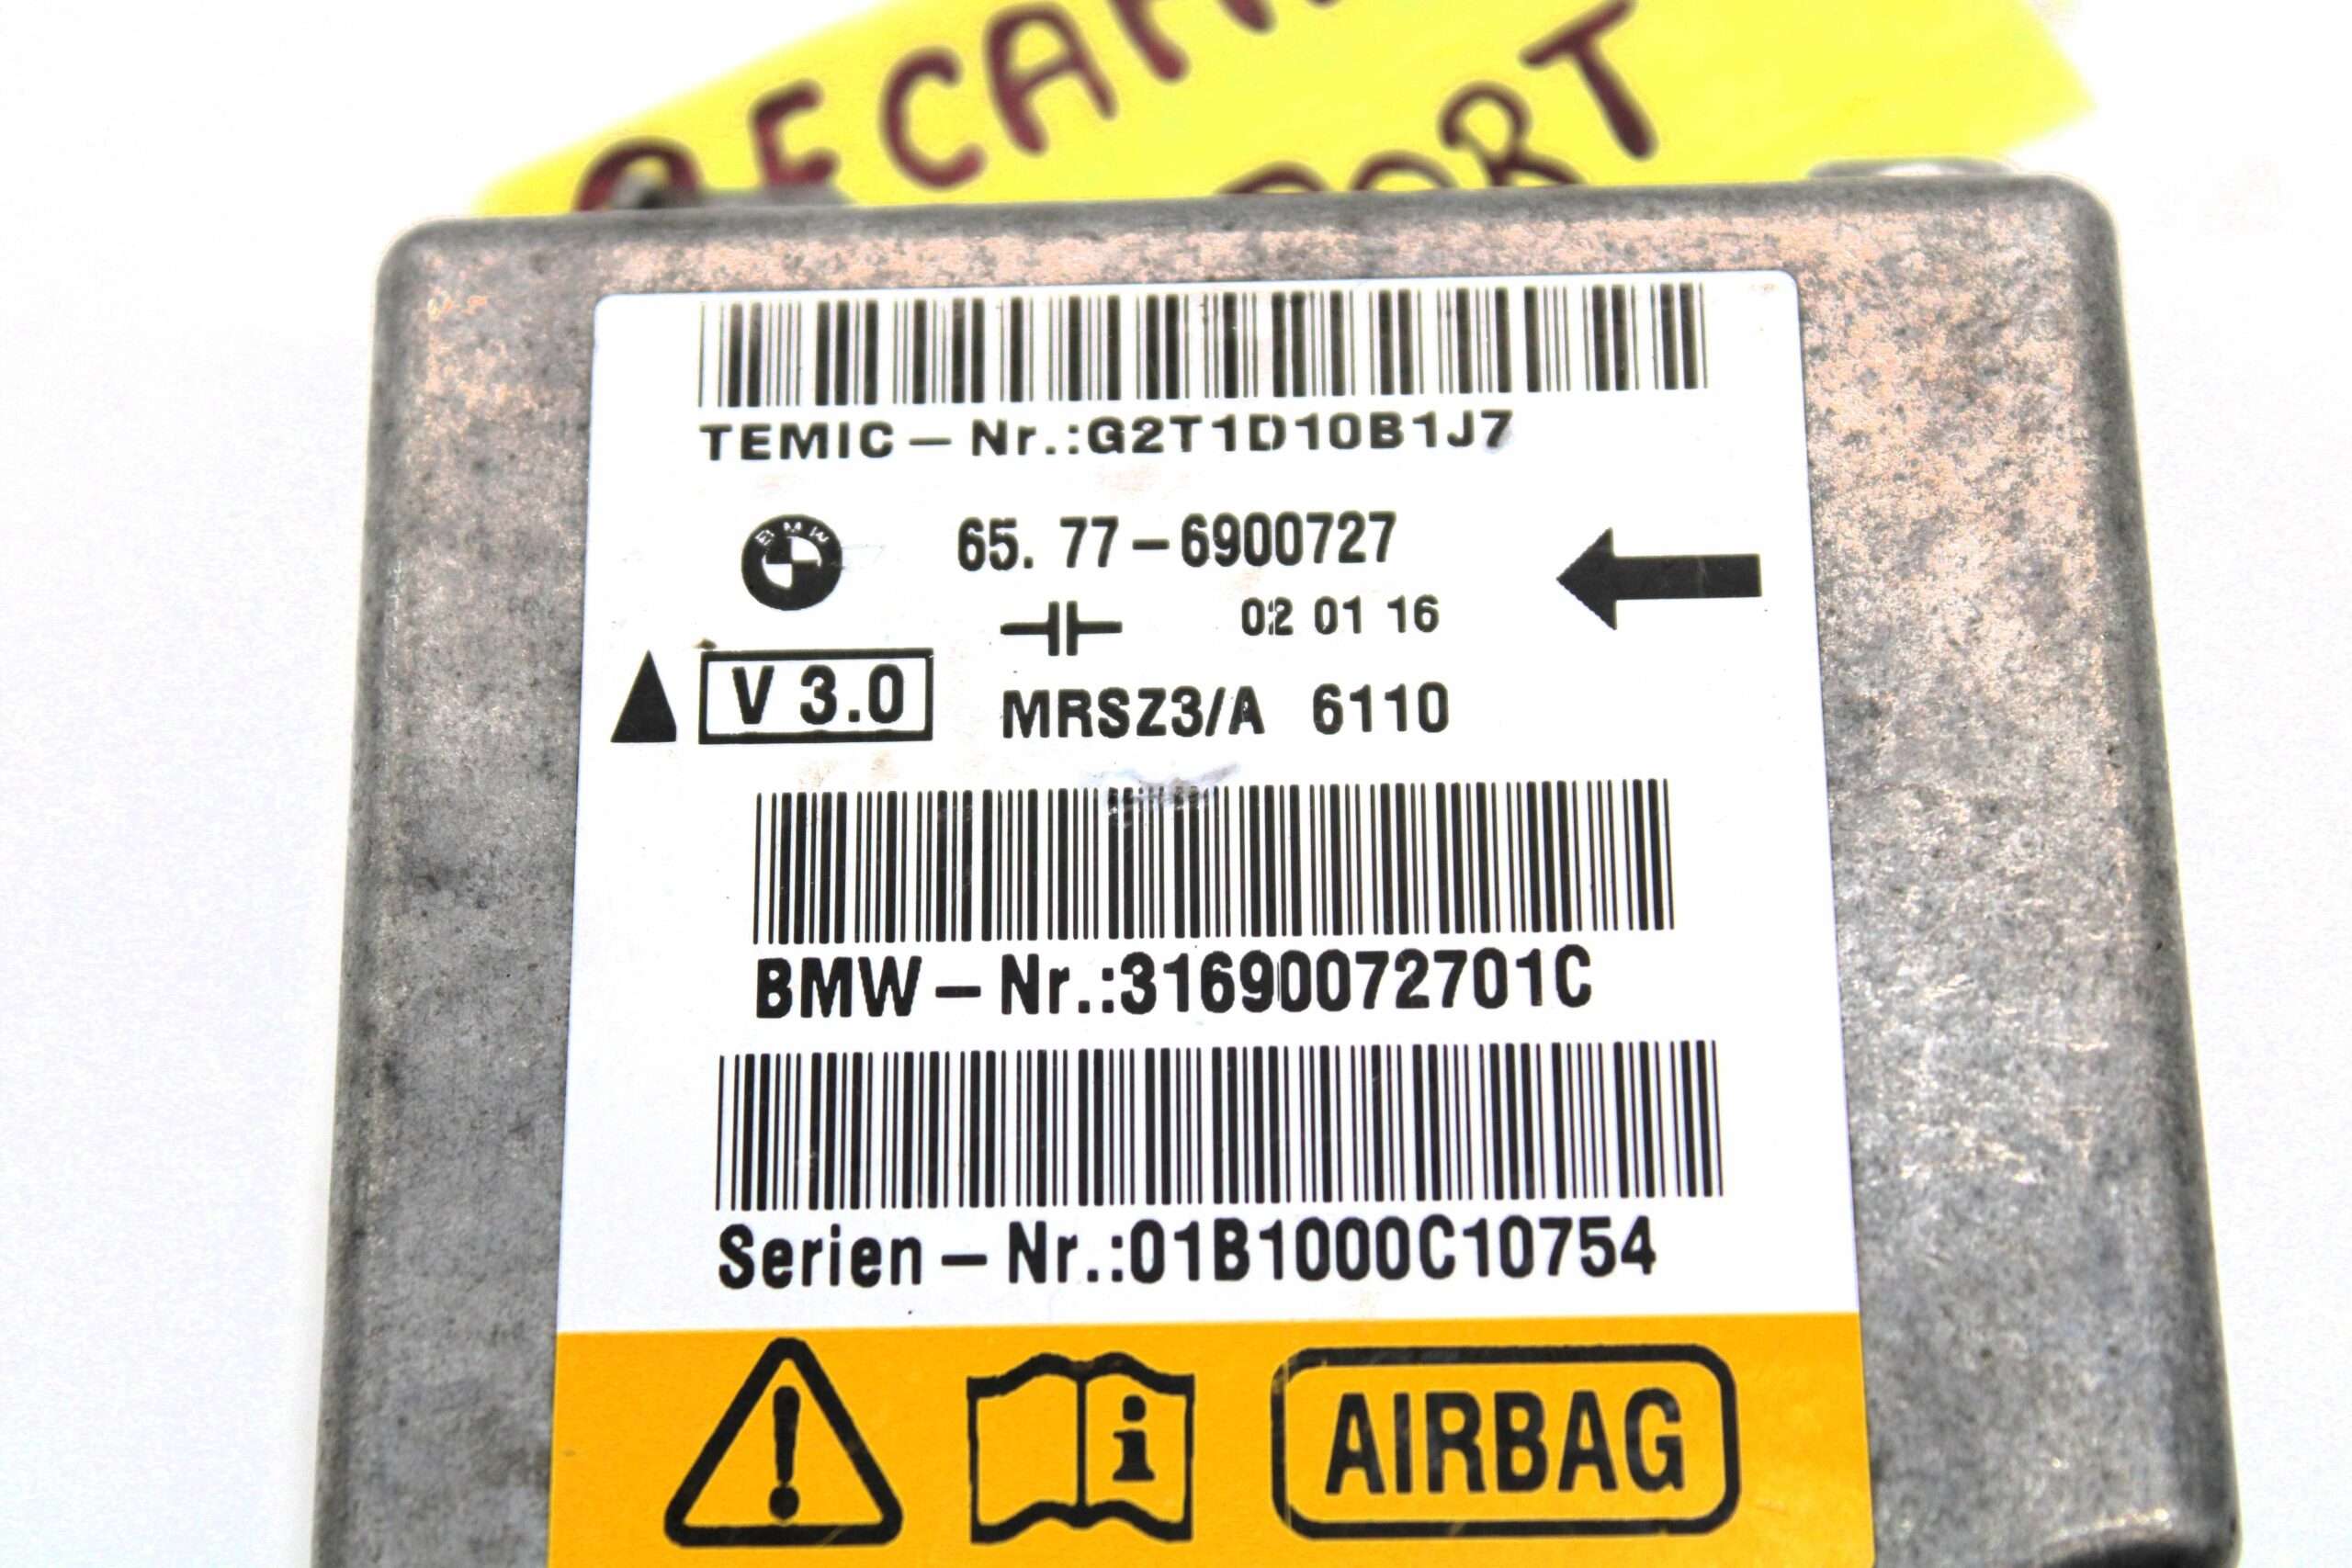 TEMIC – Nr.:G2T1D10B1J7
BMW
65. 77 – 6900727
02 01 16
V 3.0
MRSZ3/A 6110
BMW – Nr.:31690072701C
Serien – Nr.:01B1000C10754
i
AIRBAG